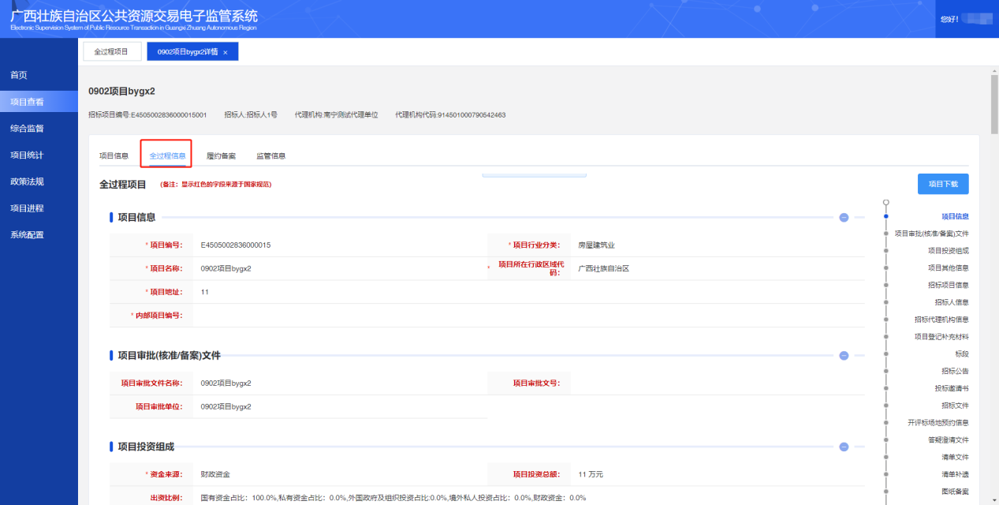 广西壮族自治区公共资源交易电子监管系统
Electronic Supervision System of Public Resource Transaction in Guangxi Zhuang Autonomous Region
您好!
全过程项目
0902项目bygx2详情 ×
首页
项目查看
综合监督
项目统计
政策法规
项目进程
系统配置
0902项目bygx2
招标项目编号:E4505002836000015001 招标人:招标人1号 代理机构:南宁测试代理单位 代理机构代码:914501000790542463
项目信息 全过程信息 履约备案 监管信息
全过程项目 (备注：显示红色的字段来源于国家规范)
项目下载
项目信息
* 项目编号: E4505002836000015 * 项目行业分类: 房屋建筑业
* 项目名称: 0902项目bygx2 * 项目所在行政区域代码: 广西壮族自治区
* 项目地址: 11
* 内部项目编号:
项目审批(核准/备案)文件
项目审批文件名称: 0902项目bygx2 项目审批文号:
项目审批单位: 0902项目bygx2
项目投资组成
* 资金来源: 财政资金 项目投资总额: 11 万元
出资比例: 国有资金占比：100.0%,私有资金占比：0.0%,外国政府及组织投资占比:0.0%,境外私人投资占比：0.0%,财政资金：0.0%
项目信息
项目审批(核准/备案)文件
项目投资组成
项目其他信息
招标项目信息
招标人信息
招标代理机构信息
项目登记补充材料
标段
招标公告
投标邀请书
招标文件
开评标场地预约信息
答疑澄清文件
清单文件
清单补遗
图纸备案